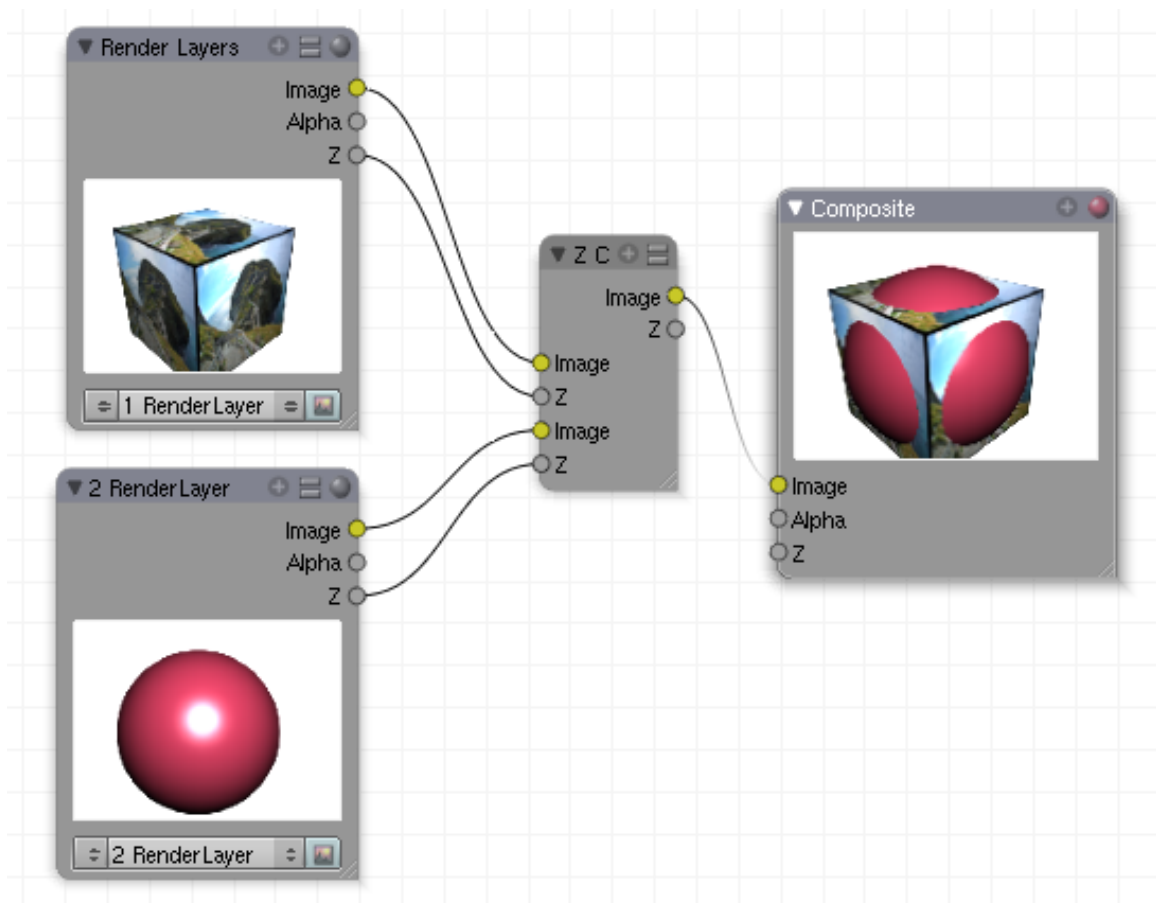 Render Layers
Image
Alpha
Z
1 RenderLayer
2 RenderLayer
Image
Alpha
Z
2 RenderLayer
Z C
Image
Z
Image
Z
Image
Z
Composite
Image
Alpha
Z